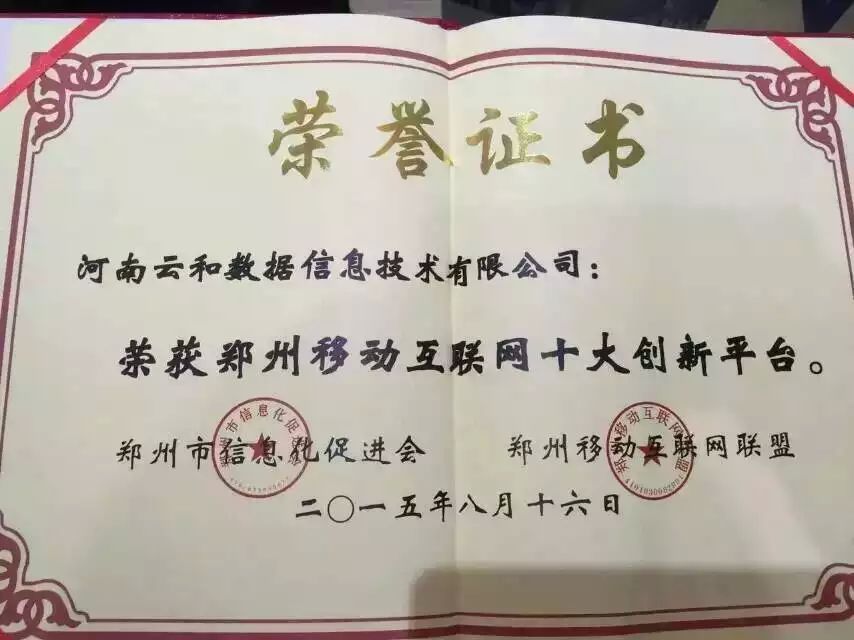 荣誉证书
河南云和数据信息技术有限公司：
荣获郑州移动互联网十大创新平台。
郑州市信息化促进会 郑州移动互联网联盟
二〇一五年八月十六日